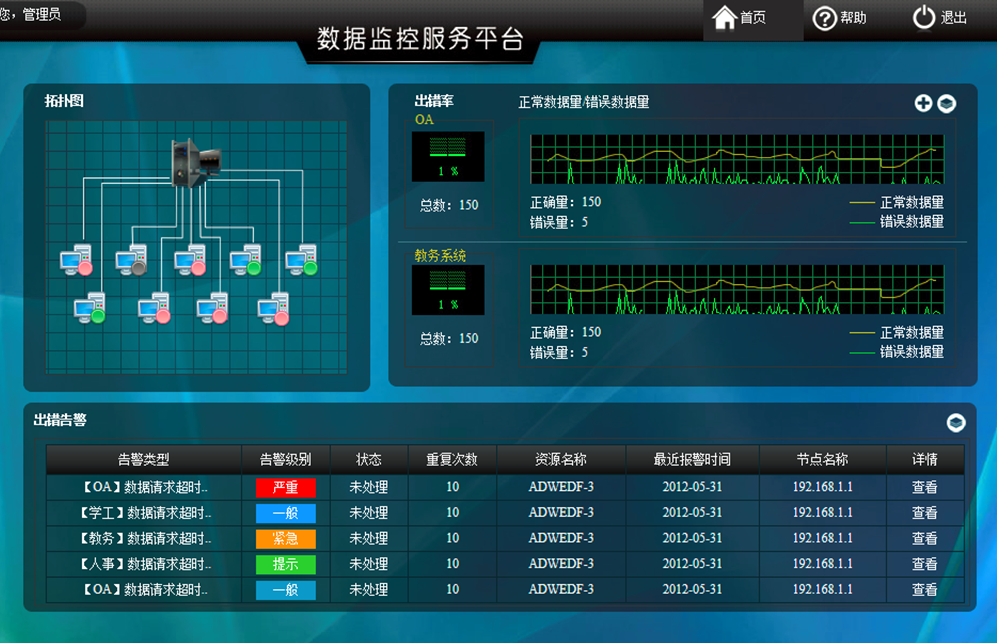 您，管理员
首页
帮助
退出
数据监控服务平台
拓扑图
出错率
正常数据量/错误数据量
OA
1 %
总数：150
正确量：150
错误量：5
正常数据量
错误数据量
教务系统
1 %
总数：150
正确量：150
错误量：5
正常数据量
错误数据量
出错告警
告警类型 告警级别 状态 重复次数 资源名称 最近报警时间 节点名称 详情
【OA】数据请求超时.. 严重 未处理 10 ADWEDF-3 2012-05-31 192.168.1.1 查看
【学工】数据请求超时.. 一般 未处理 10 ADWEDF-3 2012-05-31 192.168.1.1 查看
【教务】数据请求超时.. 紧急 未处理 10 ADWEDF-3 2012-05-31 192.168.1.1 查看
【人事】数据请求超时.. 提示 未处理 10 ADWEDF-3 2012-05-31 192.168.1.1 查看
【OA】数据请求超时.. 一般 未处理 10 ADWEDF-3 2012-05-31 192.168.1.1 查看